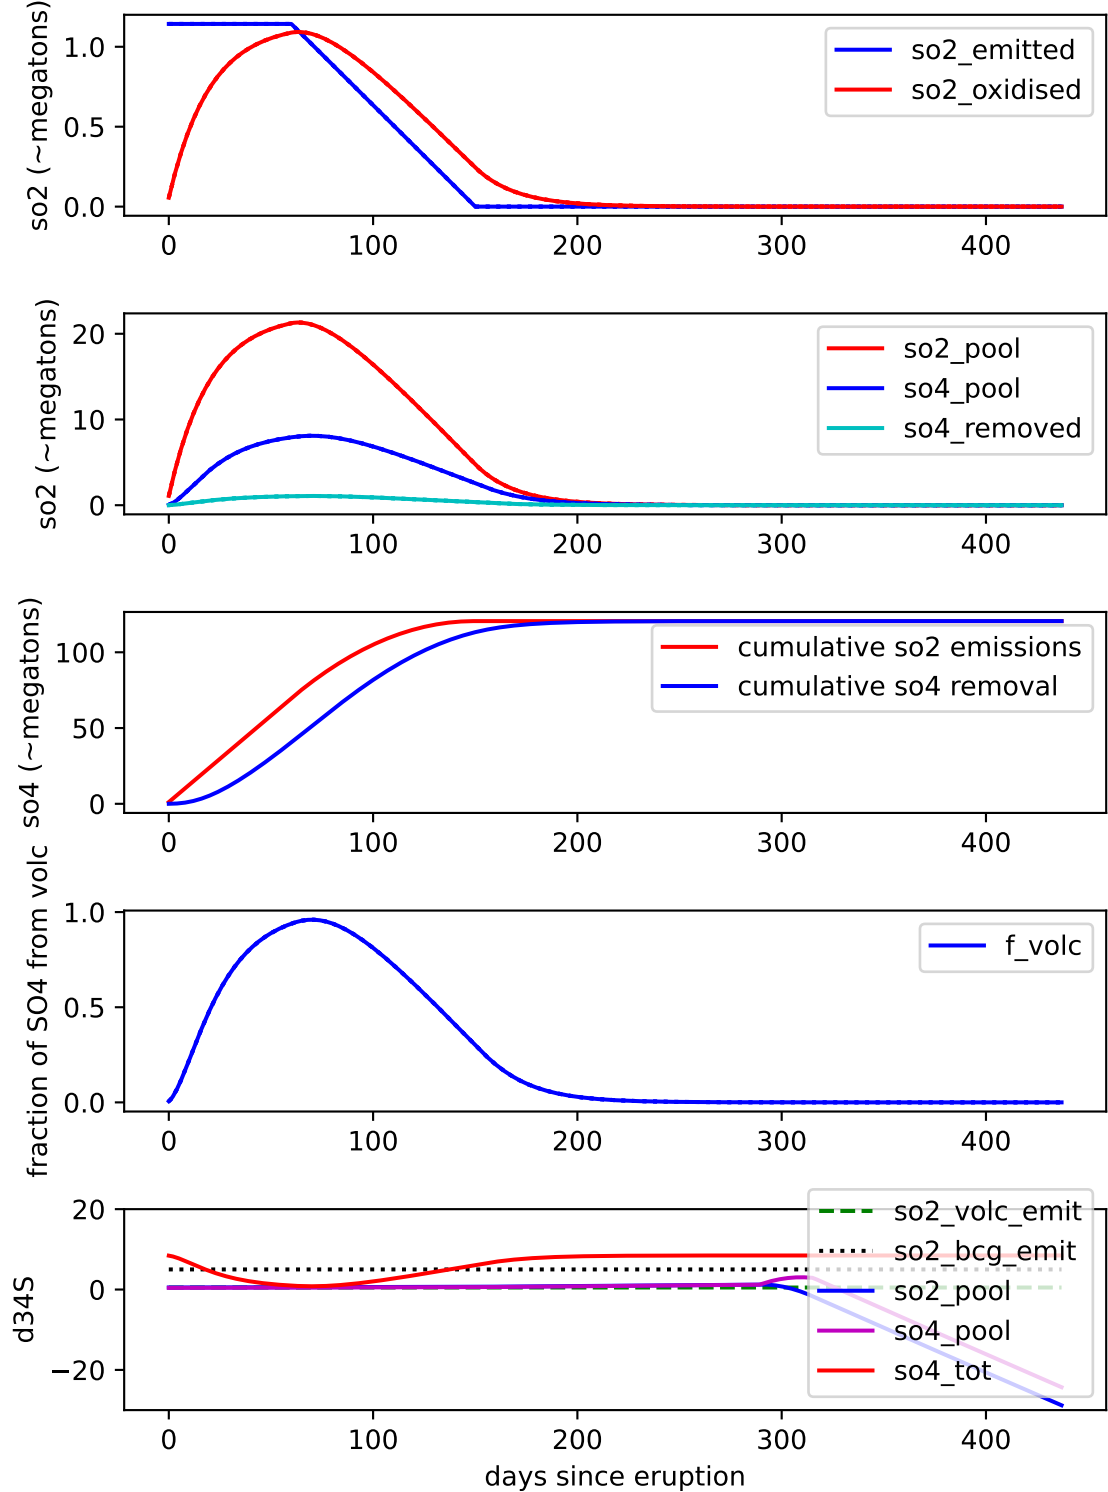 so2 (~megatons)
1.0
0.5
0.0
so2_emitted
so2_oxidised
0
100
200
300
400
so2 (~megatons)
20
10
0
so2_pool
so4_pool
so4_removed
0
100
200
300
400
so4 (~megatons)
100
50
0
cumulative so2 emissions
cumulative so4 removal
0
100
200
300
400
fraction of SO4 from volc
1.0
0.5
0.0
f_volc
0
100
200
300
400
d34S
20
0
−20
so2_volc_emit
so2_bcg_emit
so2_pool
so4_pool
so4_tot
0
100
200
300
400
days since eruption